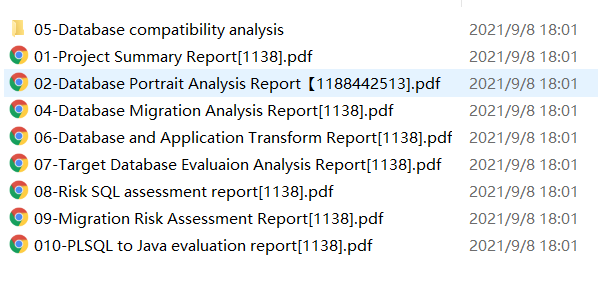 05-Database compatibility analysis 2021/9/8 18:01
01-Project Summary Report[1138].pdf 2021/9/8 18:01
02-Database Portrait Analysis Report【1188442513].pdf 2021/9/8 18:01
04-Database Migration Analysis Report[1138].pdf 2021/9/8 18:01
06-Database and Application Transform Report[1138].pdf 2021/9/8 18:01
07-Target Database Evaluaion Analysis Report[1138].pdf 2021/9/8 18:01
08-Risk SQL assessment report[1138].pdf 2021/9/8 18:01
09-Migration Risk Assessment Report[1138].pdf 2021/9/8 18:01
010-PLSQL to Java evaluation report[1138].pdf 2021/9/8 18:01